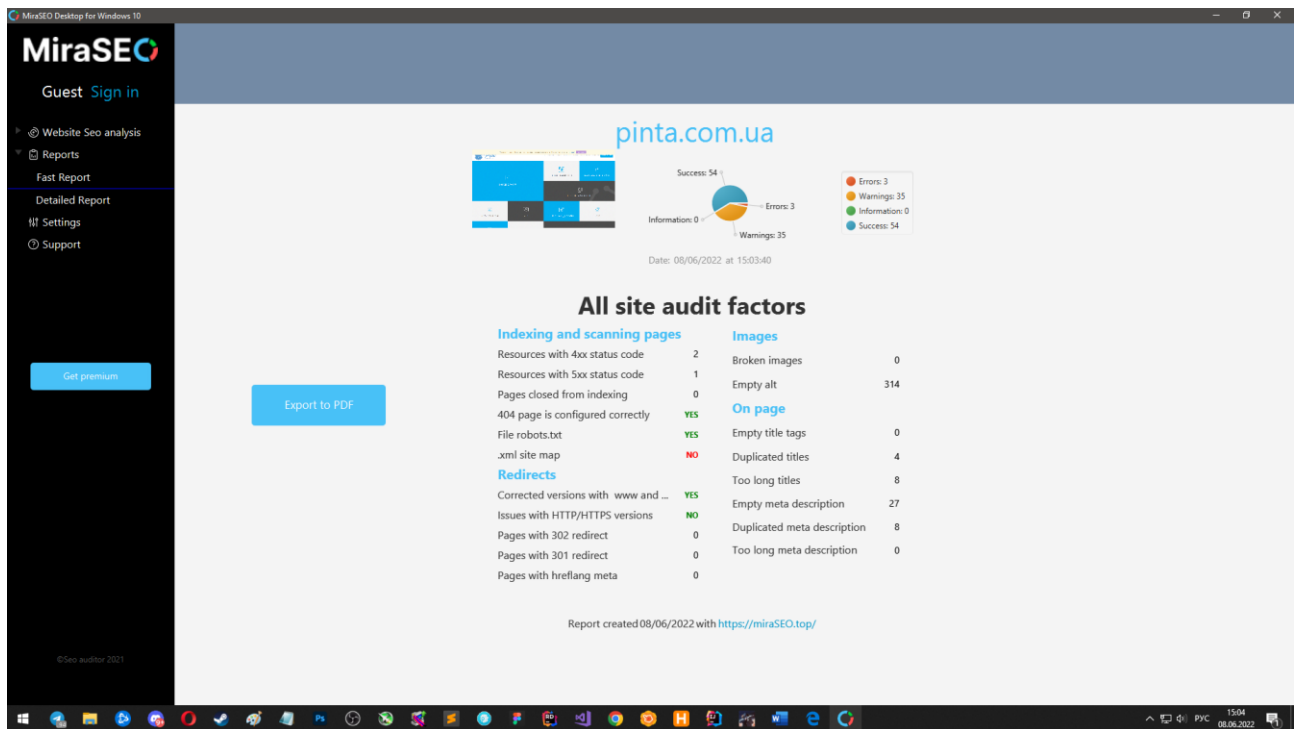 MiraSEO Desktop for Windows 10
MiraSEO
Guest Sign in
Website Seo analysis
Reports
Fast Report
Detailed Report
Settings
Support
Get premium
©Seo auditor 2021
pinta.com.ua
Success: 54
Errors: 3
Information: 0
Warnings: 35
Errors: 3
Warnings: 35
Information: 0
Success: 54
Date: 08/06/2022 at 15:03:40
All site audit factors
Export to PDF
Indexing and scanning pages
Resources with 4xx status code 2
Resources with 5xx status code 1
Pages closed from indexing 0
404 page is configured correctly YES
File robots.txt YES
.xml site map NO
Redirects
Corrected versions with www and ... YES
Issues with HTTP/HTTPS versions NO
Pages with 302 redirect 0
Pages with 301 redirect 0
Pages with hreflang meta 0
Images
Broken images 0
Empty alt 314
On page
Empty title tags 0
Duplicated titles 4
Too long titles 8
Empty meta description 27
Duplicated meta description 8
Too long meta description 0
Report created 08/06/2022 with https://miraSEO.top/
РУС
15:04
08.06.2022